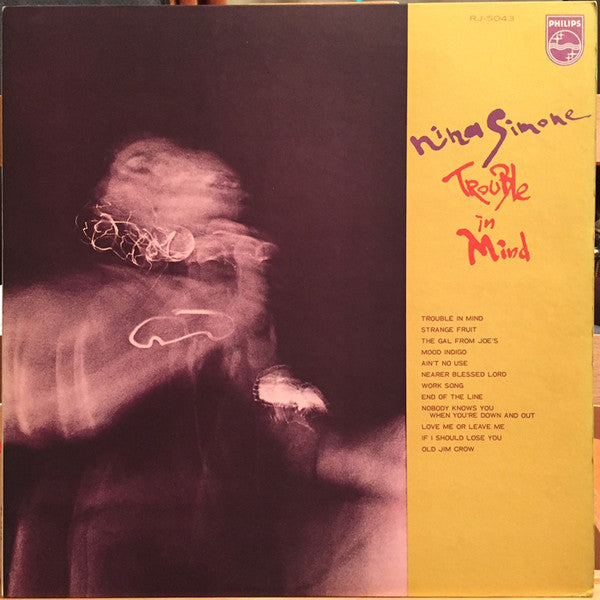 RJ-5043
PHILIPS
nina Simone
Trouble
in
Mind
TROUBLE IN MIND
STRANGE FRUIT
THE GAL FROM JOE'S
MOOD INDIGO
AIN'T NO USE
NEARER BLESSED LORD
WORK SONG
END OF THE LINE
NOBODY KNOWS YOU
WHEN YOU'RE DOWN AND OUT
LOVE ME OR LEAVE ME
IF I SHOULD LOSE YOU
OLD JIM CROW